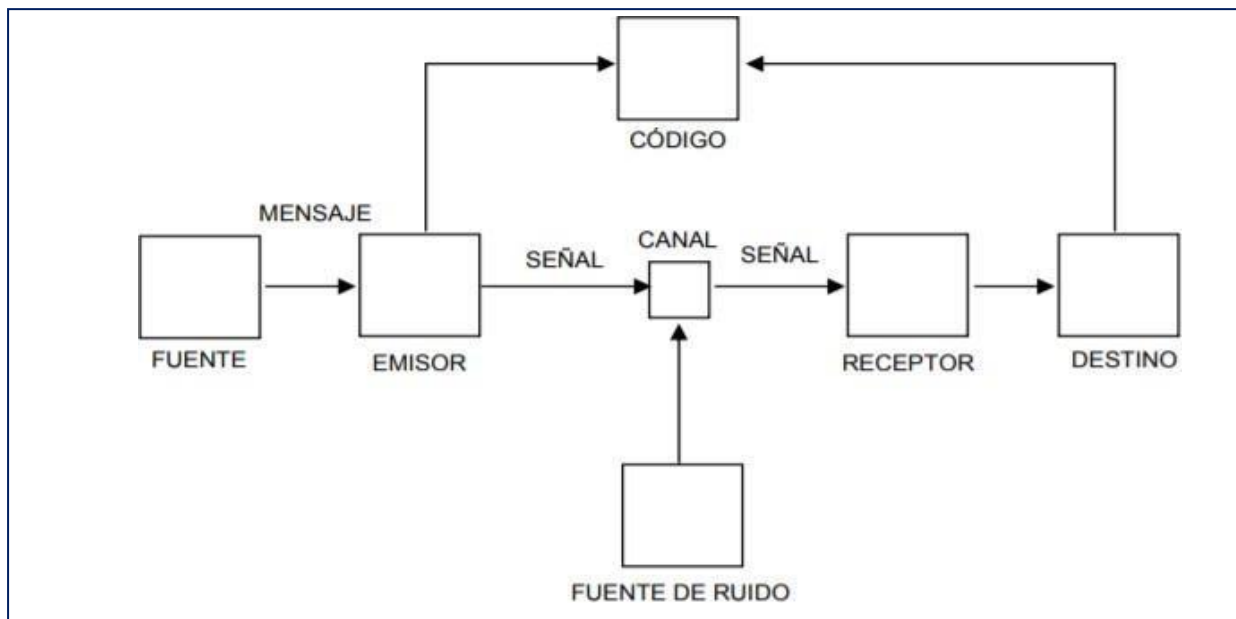 CÓDIGO
MENSAJE
CANAL
SEÑAL
SEÑAL
FUENTE
EMISOR
RECEPTOR
DESTINO
FUENTE DE RUIDO